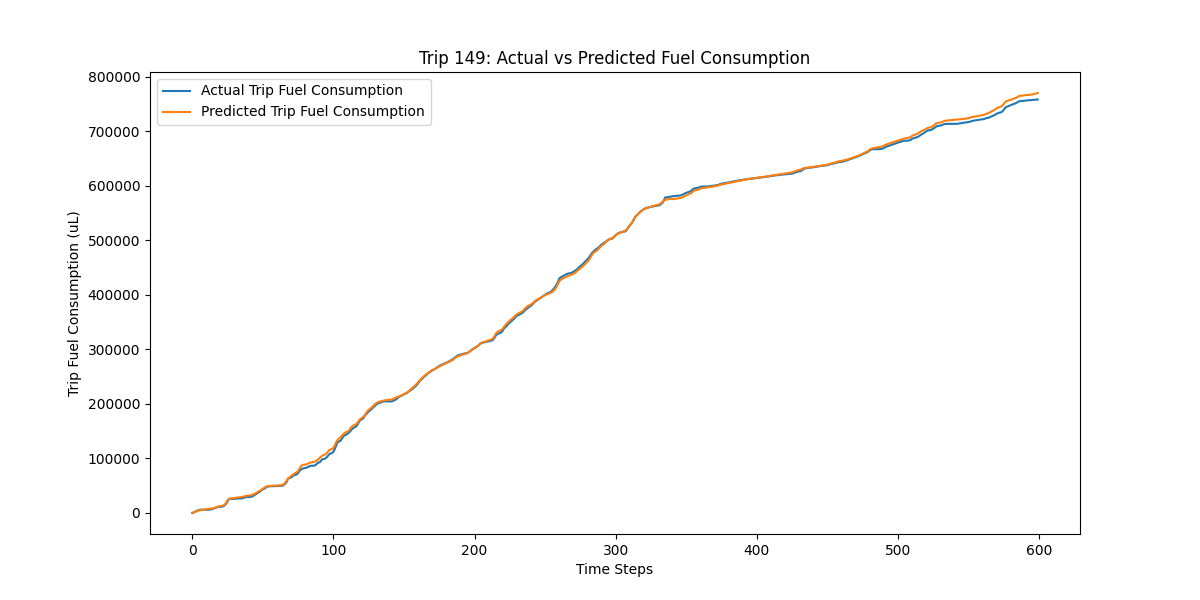 Trip 149: Actual vs Predicted Fuel Consumption
Actual Trip Fuel Consumption
Predicted Trip Fuel Consumption
Trip Fuel Consumption (uL)
800000
700000
600000
500000
400000
300000
200000
100000
0
0 100 200 300 400 500 600
Time Steps